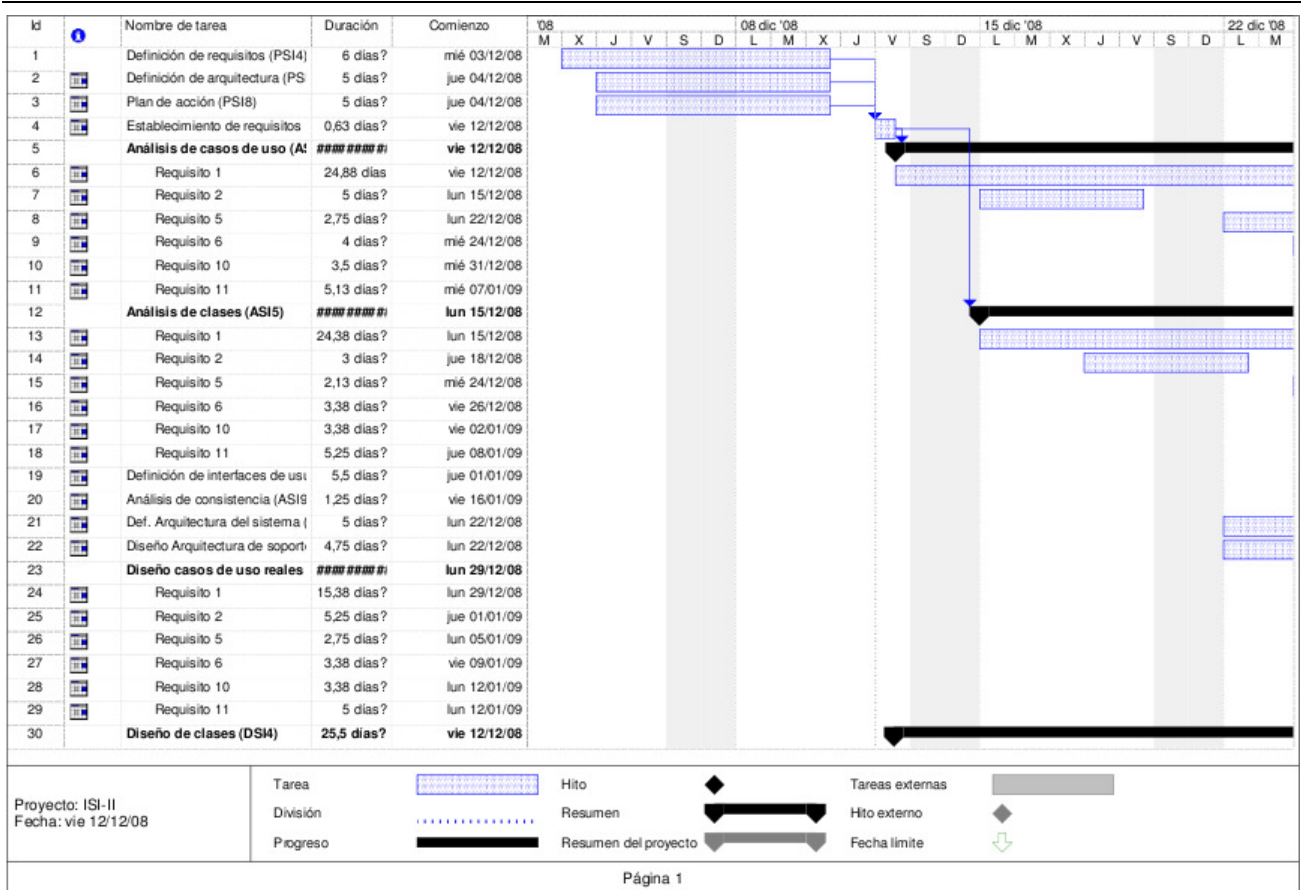 Id Nombre de tarea Duración Comienzo '08 08 dic '08 15 dic '08 22 dic '08
M X J V S D L M X J V S D L M X J V S D L M
1 Definición de requisitos (PSI4) 6 días? mié 03/12/08
2 Definición de arquitectura (PS 5 días? jue 04/12/08
3 Plan de acción (PSI8) 5 días? jue 04/12/08
4 Establecimiento de requisitos 0,63 días? vie 12/12/08
5 Análisis de casos de uso (AS ########## vie 12/12/08
6 Requisito 1 24,88 días vie 12/12/08
7 Requisito 2 5 días? lun 15/12/08
8 Requisito 5 2,75 días? lun 22/12/08
9 Requisito 6 4 días? mié 24/12/08
10 Requisito 10 3,5 días? mié 31/12/08
11 Requisito 11 5,13 días? mié 07/01/09
12 Análisis de clases (ASI5) ########## lun 15/12/08
13 Requisito 1 24,38 días? lun 15/12/08
14 Requisito 2 3 días? jue 18/12/08
15 Requisito 5 2,13 días? mié 24/12/08
16 Requisito 6 3,38 días? vie 26/12/08
17 Requisito 10 3,38 días? vie 02/01/09
18 Requisito 11 5,25 días? jue 08/01/09
19 Definición de interfaces de usu 5,5 días? jue 01/01/09
20 Análisis de consistencia (ASI9 1,25 días? vie 16/01/09
21 Def. Arquitectura del sistema ( 5 días? lun 22/12/08
22 Diseño Arquitectura de soport 4,75 días? lun 22/12/08
23 Diseño casos de uso reales ########## lun 29/12/08
24 Requisito 1 15,38 días? lun 29/12/08
25 Requisito 2 5,25 días? jue 01/01/09
26 Requisito 5 2,75 días? lun 05/01/09
27 Requisito 6 3,38 días? vie 09/01/09
28 Requisito 10 3,38 días? lun 12/01/09
29 Requisito 11 5 días? lun 12/01/09
30 Diseño de clases (DSI4) 25,5 días? vie 12/12/08
Proyecto: ISI-II
Fecha: vie 12/12/08
Tarea Hito Tareas externas
División Resumen Hito externo
Progreso Resumen del proyecto Fecha límite
Página 1